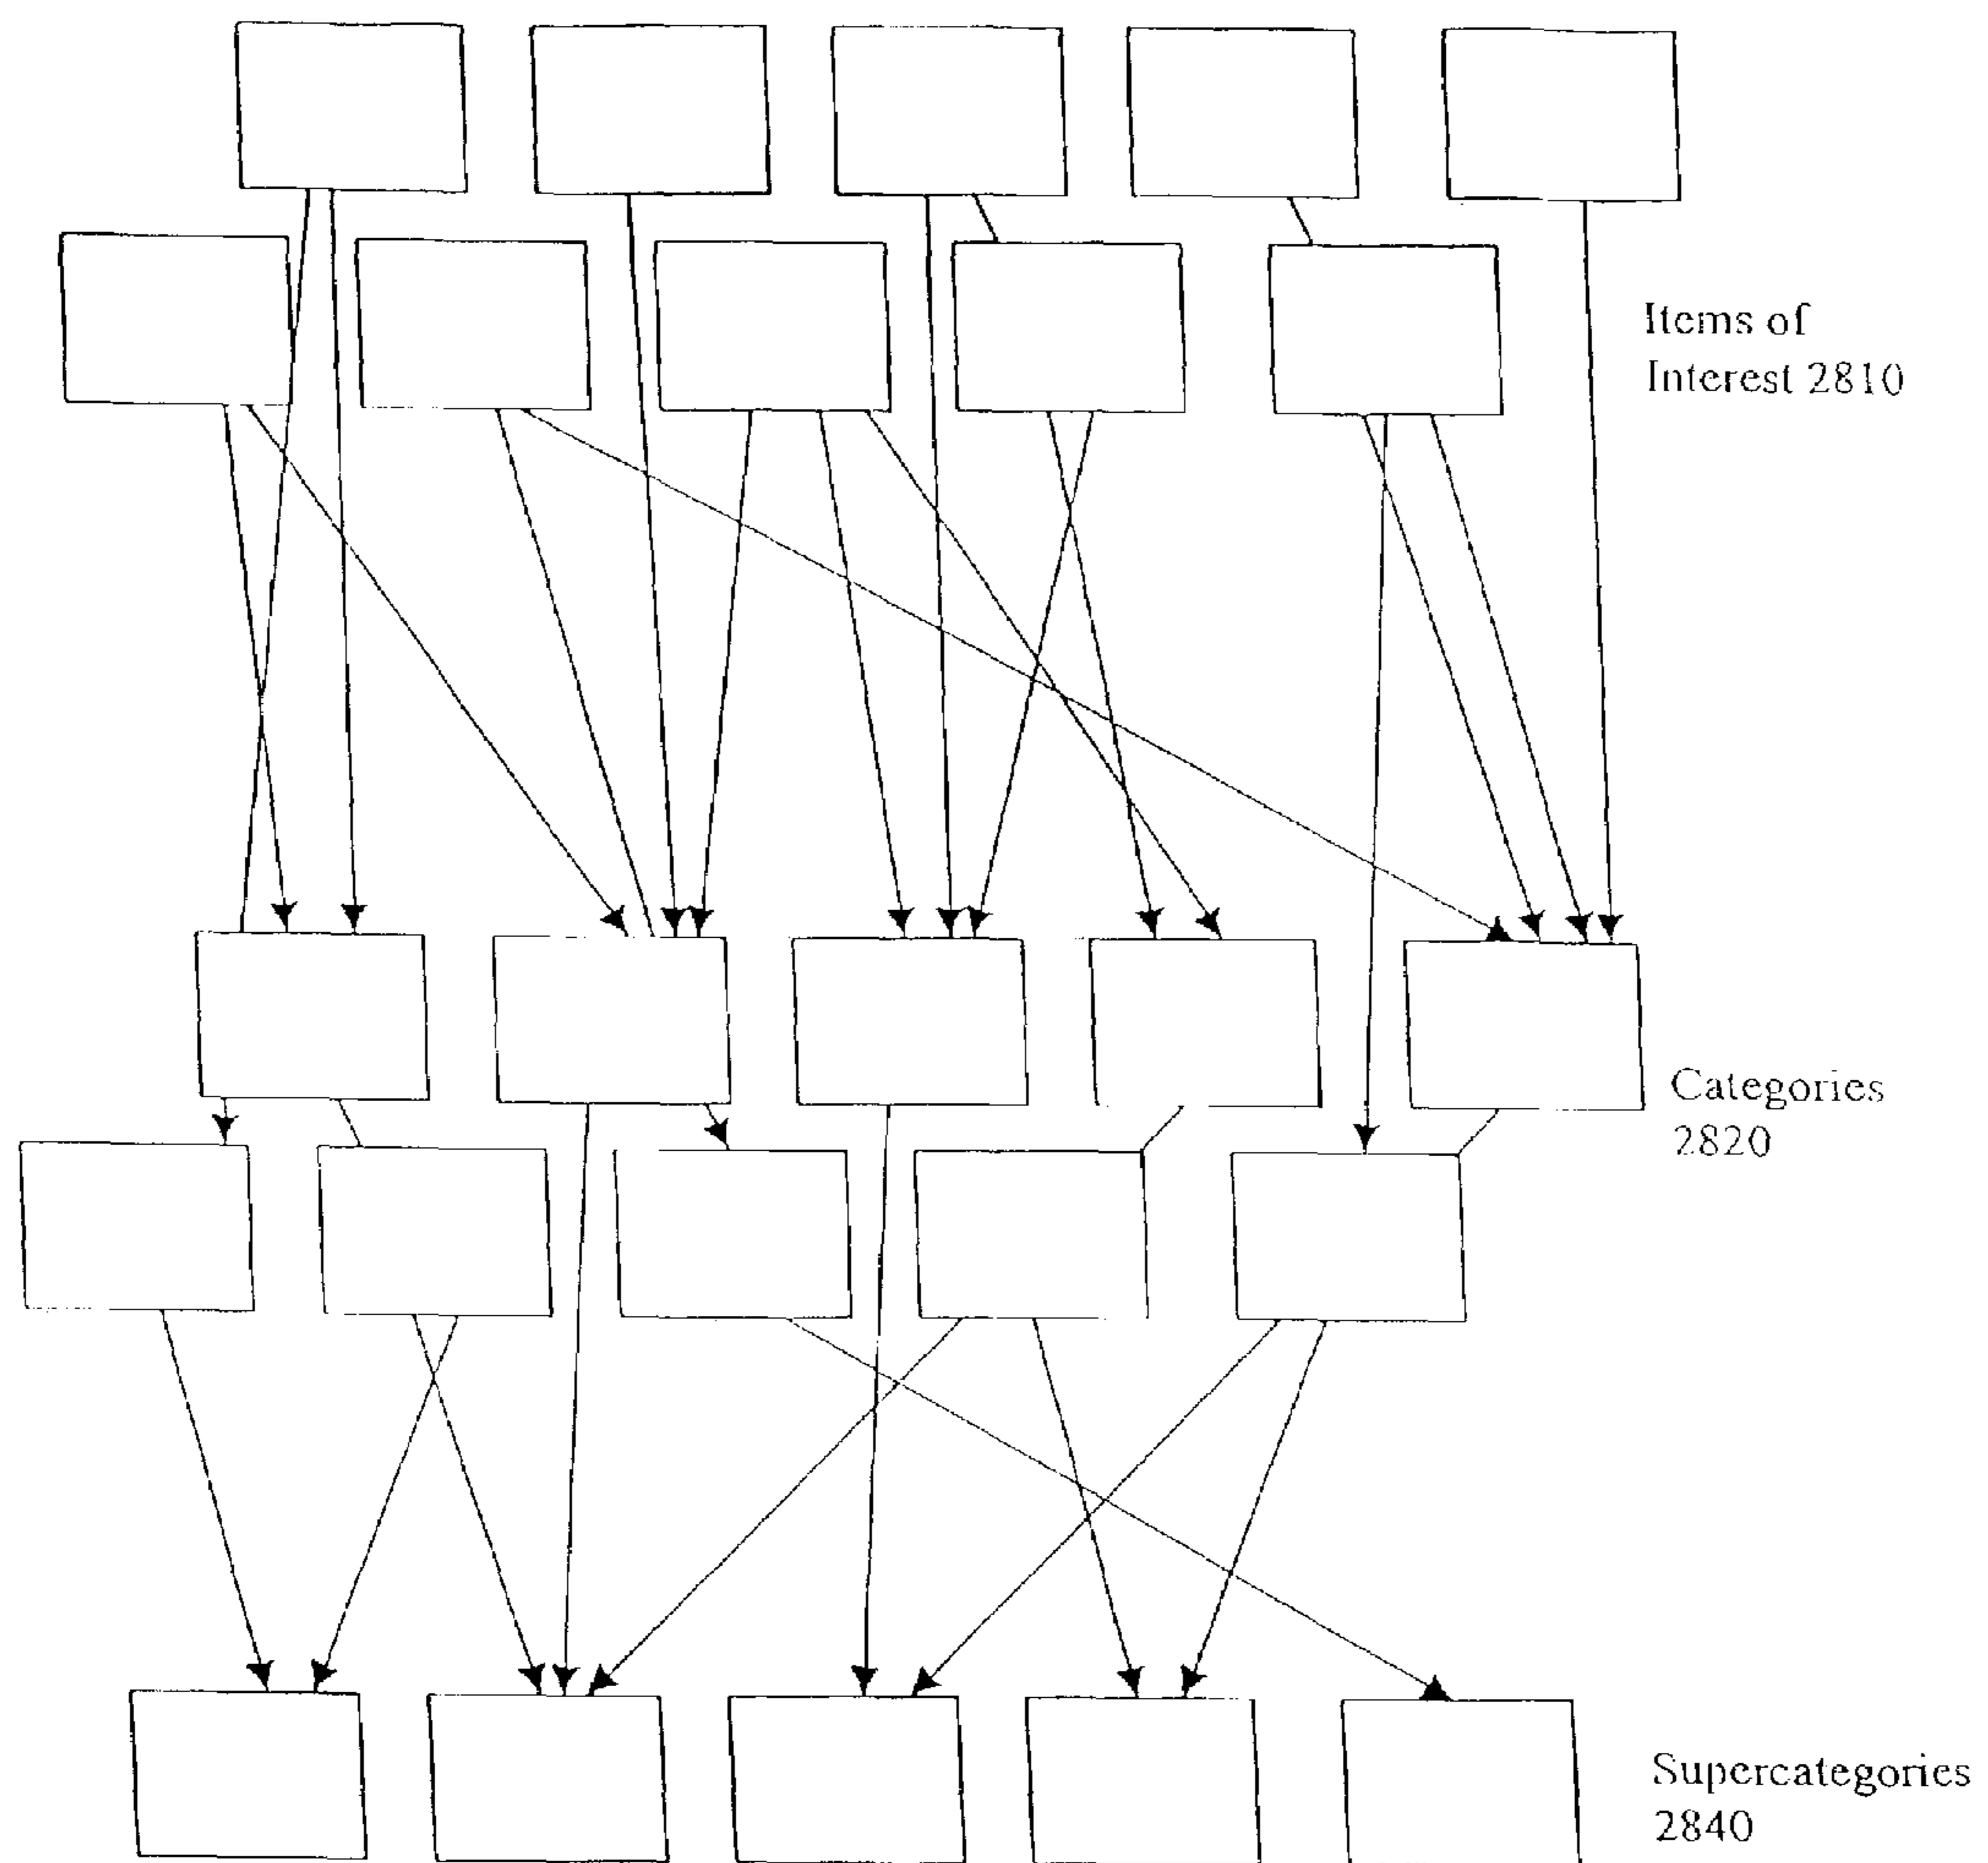 Items of
Interest 2810
Categories
2820
Supercategories
2840